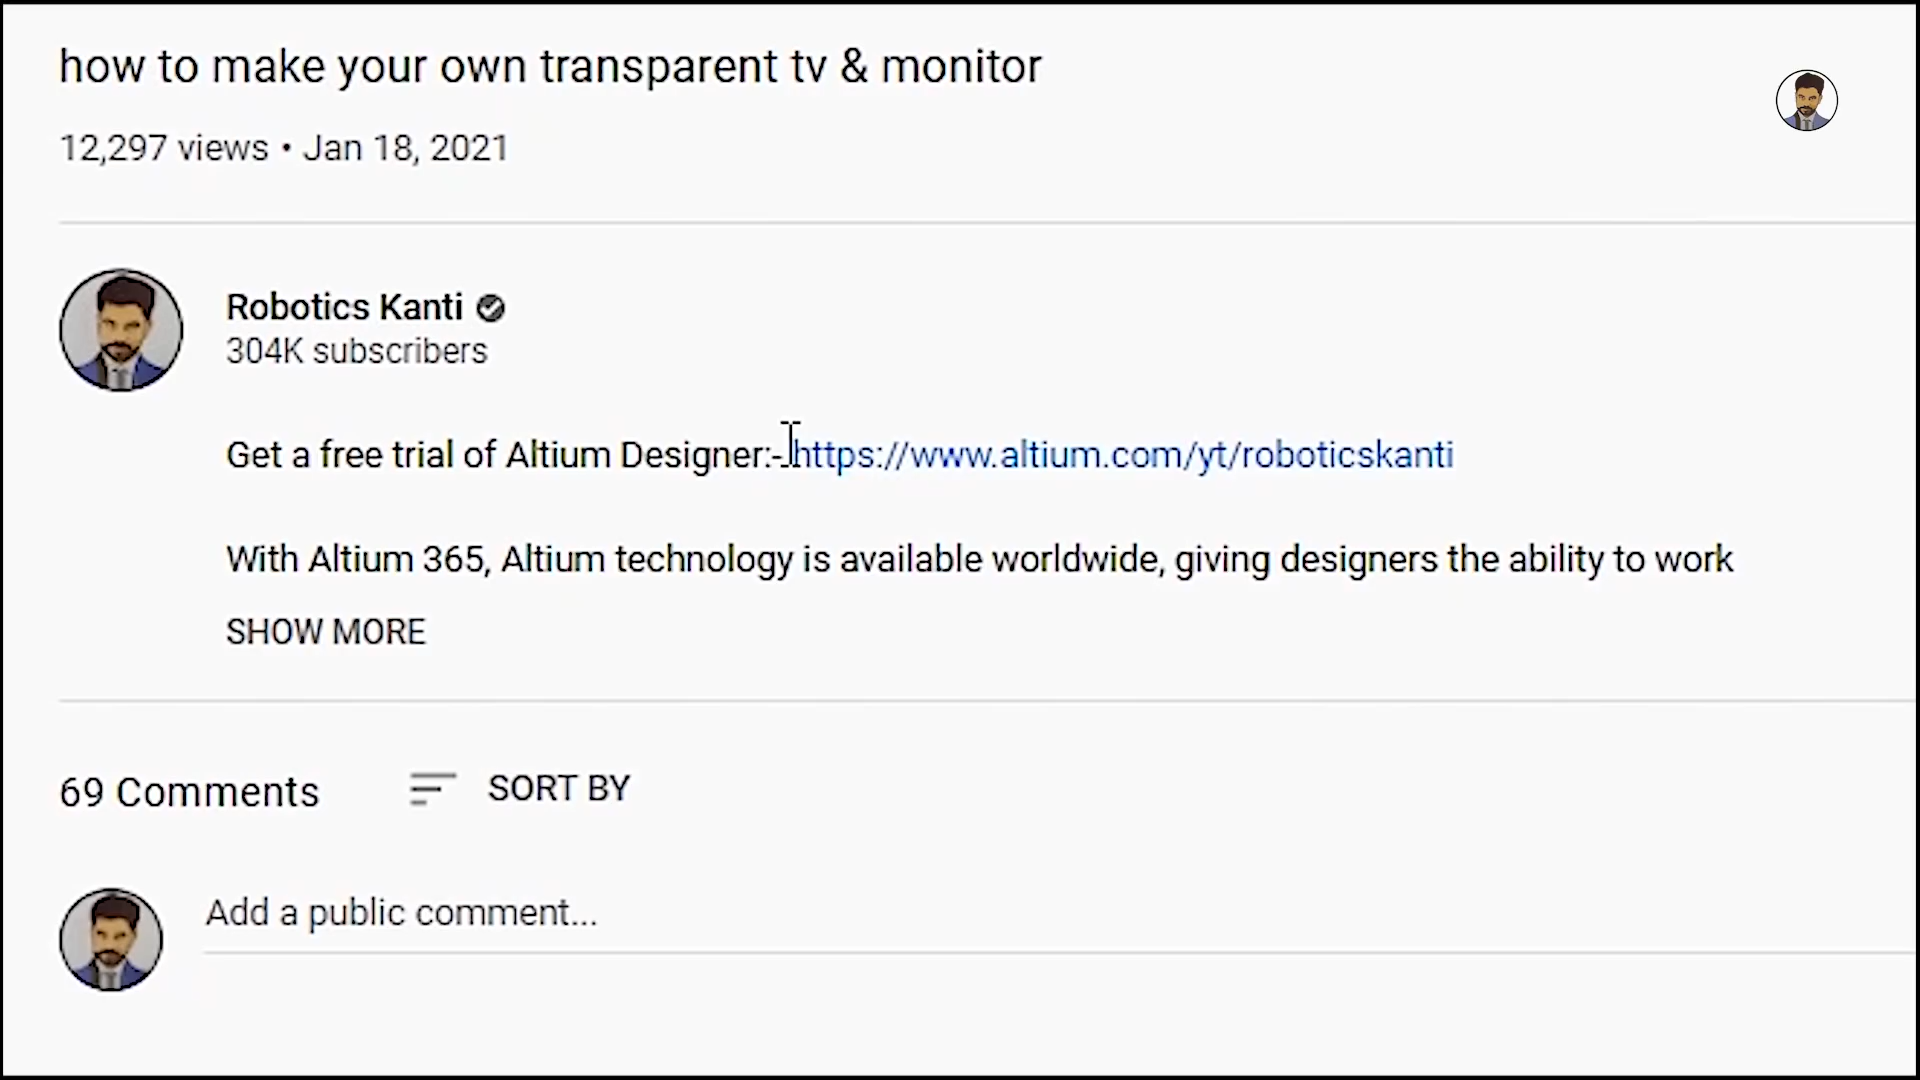 how to make your own transparent tv & monitor
12,297 views • Jan 18, 2021
Robotics Kanti
304K subscribers
Get a free trial of Altium Designer:- https://www.altium.com/yt/roboticskanti
With Altium 365, Altium technology is available worldwide, giving designers the ability to work
SHOW MORE
69 Comments SORT BY
Add a public comment...